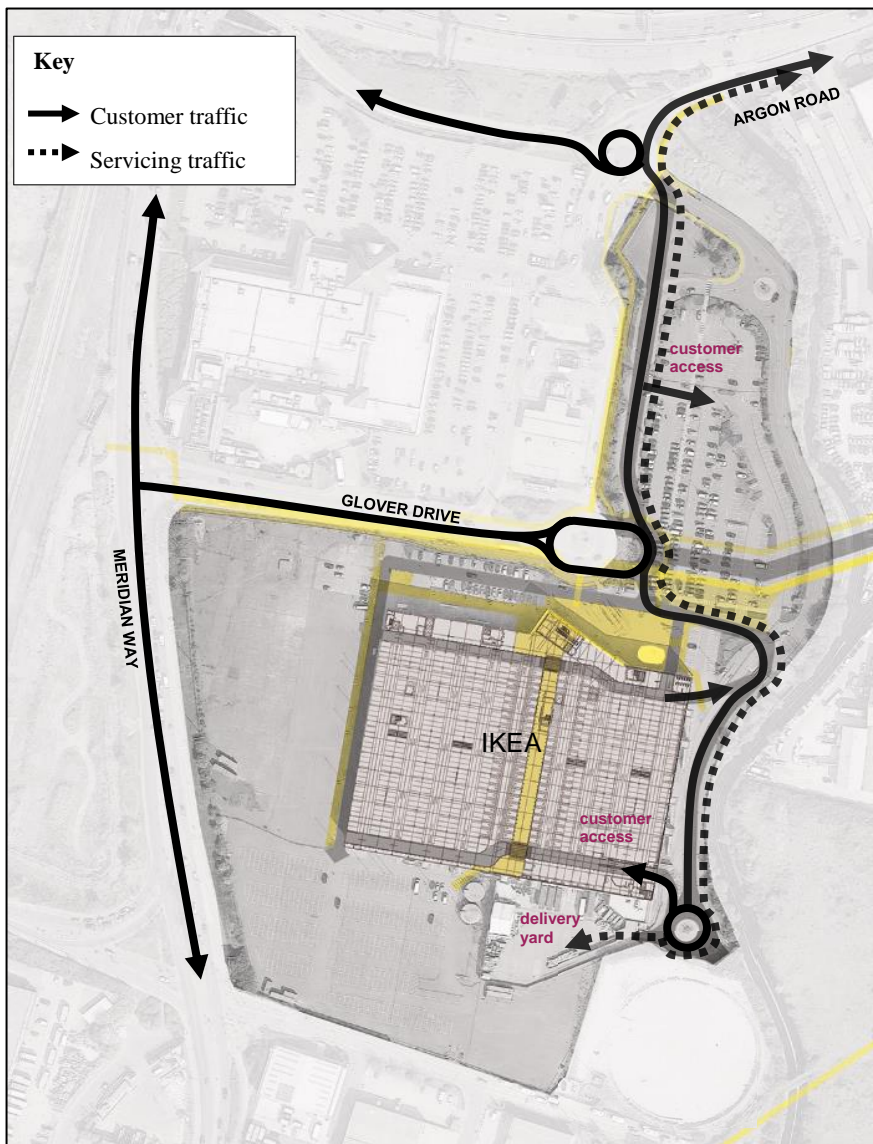 Key
Customer traffic
Servicing traffic
ARGON ROAD
customer
access
GLOVER DRIVE
MERIDIAN WAY
IKEA
customer
access
delivery
yard